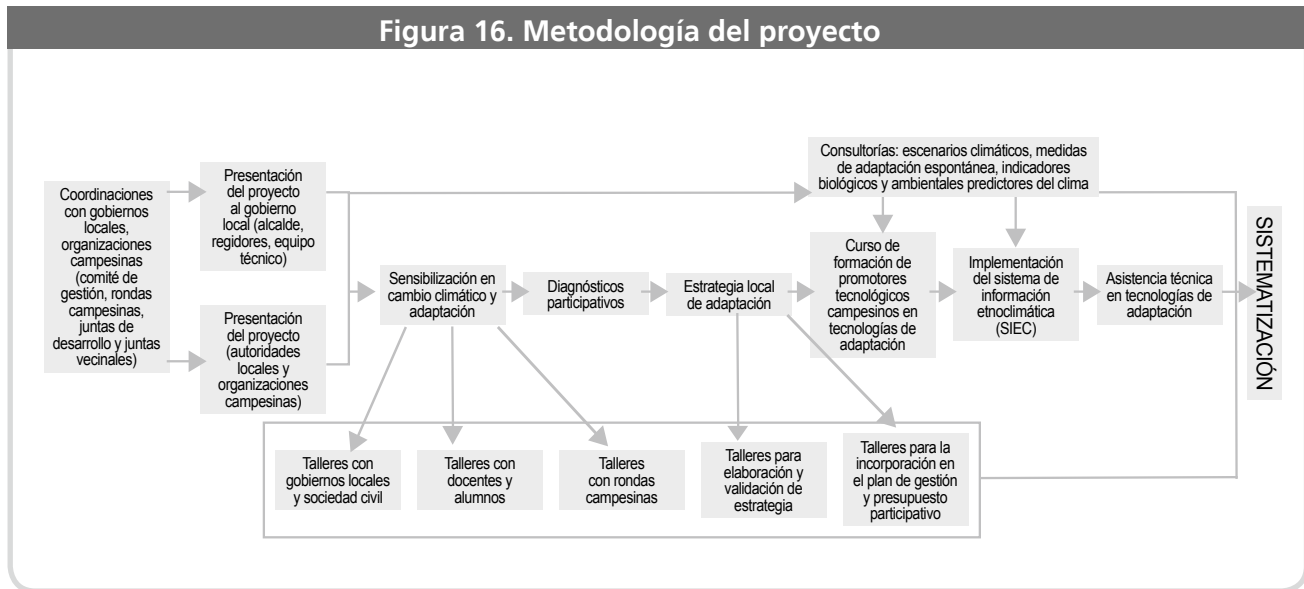 Figura 16. Metodología del proyecto
Coordinaciones
con gobiernos
locales,
organizaciones
campesinas
(comité de
gestión, rondas
campesinas,
juntas de
desarrollo y juntas
vecinales)
Presentación
del proyecto
al gobierno
local (alcalde,
regidores, equipo
técnico)
Presentación
del proyecto
(autoridades
locales y
organizaciones
campesinas)
Sensibilización en
cambio climático y
adaptación
Diagnósticos
participativos
Estrategia local
de adaptación
Consultorías: escenarios climáticos, medidas
de adaptación espontánea, indicadores
biológicos y ambientales predictores del clima
Curso de
formación de
promotores
tecnológicos
campesinos en
tecnologías de
adaptación
Implementación
del sistema de
información
etnoclimática
(SIEC)
Asistencia técnica
en tecnologías de
adaptación
SISTEMATIZACIÓN
Talleres con
gobiernos locales
y sociedad civil
Talleres con
docentes y
alumnos
Talleres
con rondas
campesinas
Talleres para
elaboración y
validación de
estrategia
Talleres para la
incorporación en
el plan de gestión
y presupuesto
participativo